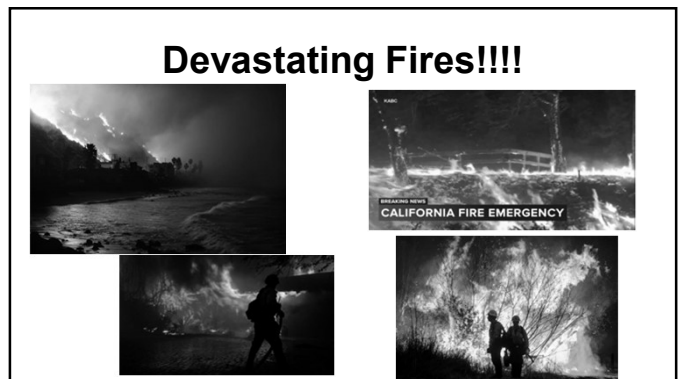 Devastating Fires!!!!
KABC
BREAKING NEWS
CALIFORNIA FIRE EMERGENCY